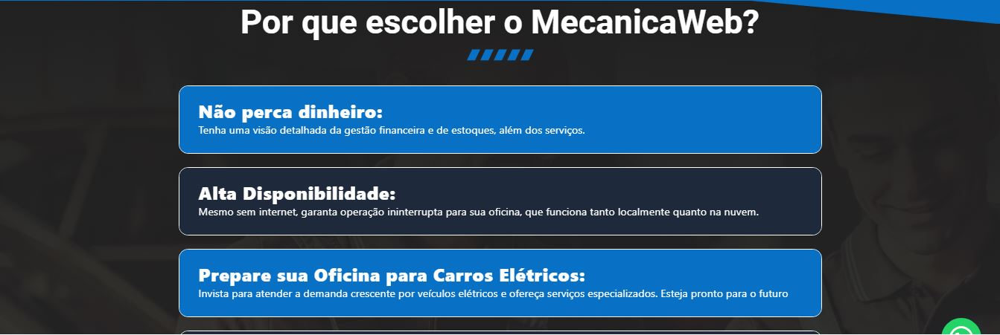 Por que escolher o MecanicaWeb?
Não perca dinheiro:
Tenha uma visão detalhada da gestão financeira e de estoques, além dos serviços.
Alta Disponibilidade:
Mesmo sem internet, garanta operação ininterrupta para sua oficina, que funciona tanto localmente quanto na nuvem.
Prepare sua Oficina para Carros Elétricos:
Invista para atender a demanda crescente por veículos elétricos e ofereça serviços especializados. Esteja pronto para o futuro